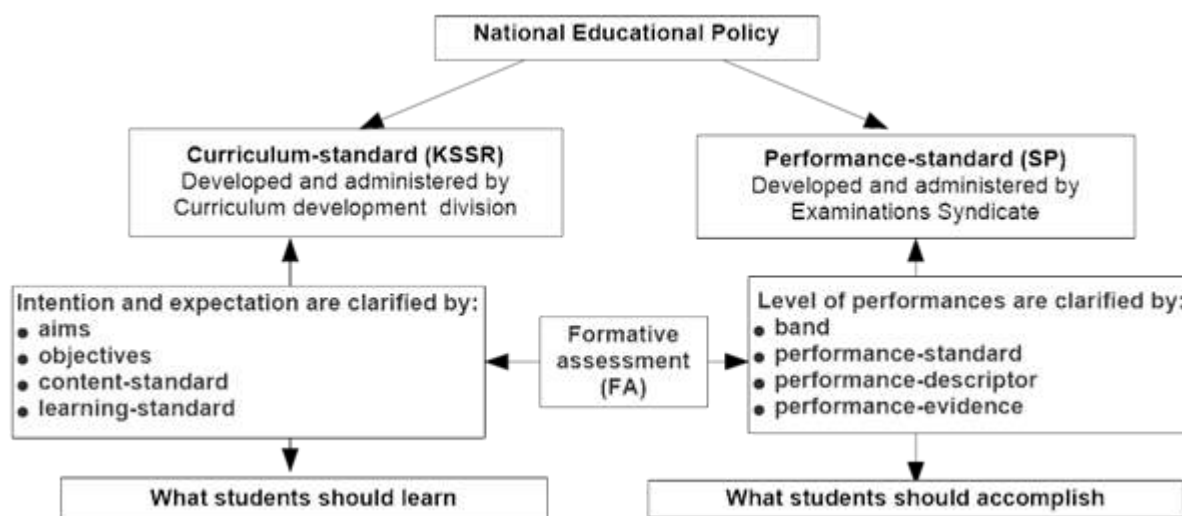 National Educational Policy
Curriculum-standard (KSSR)
Developed and administered by
Curriculum development division
Performance-standard (SP)
Developed and administered by
Examinations Syndicate
Intention and expectation are clarified by:
● aims
● objectives
● content-standard
● learning-standard
Formative
assessment
(FA)
Level of performances are clarified by:
● band
● performance-standard
● performance-descriptor
● performance-evidence
What students should learn
What students should accomplish